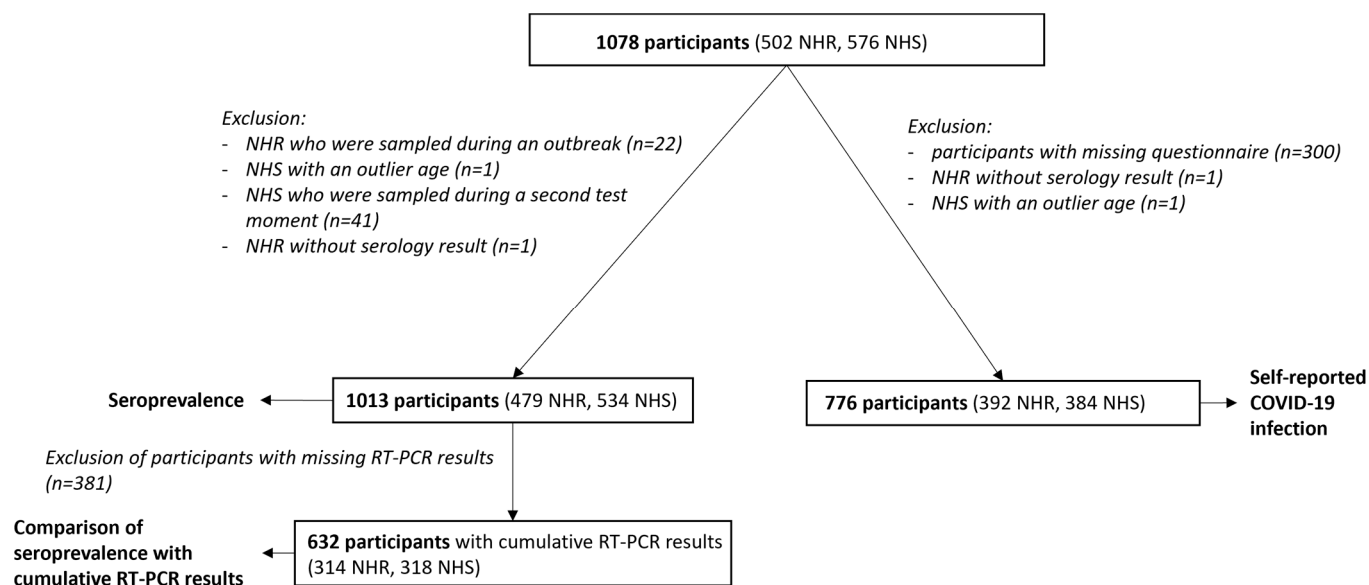 1078 participants (502 NHR, 576 NHS)
Exclusion:
- NHR who were sampled during an outbreak (n=22)
- NHS with an outlier age (n=1)
- NHS who were sampled during a second test
moment (n=41)
- NHR without serology result (n=1)
Exclusion:
- participants with missing questionnaire (n=300)
- NHR without serology result (n=1)
- NHS with an outlier age (n=1)
Seroprevalence
1013 participants (479 NHR, 534 NHS)
776 participants (392 NHR, 384 NHS)
Self-reported
COVID-19
infection
Exclusion of participants with missing RT-PCR results
(n=381)
Comparison of
seroprevalence with
cumulative RT-PCR results
632 participants with cumulative RT-PCR results
(314 NHR, 318 NHS)